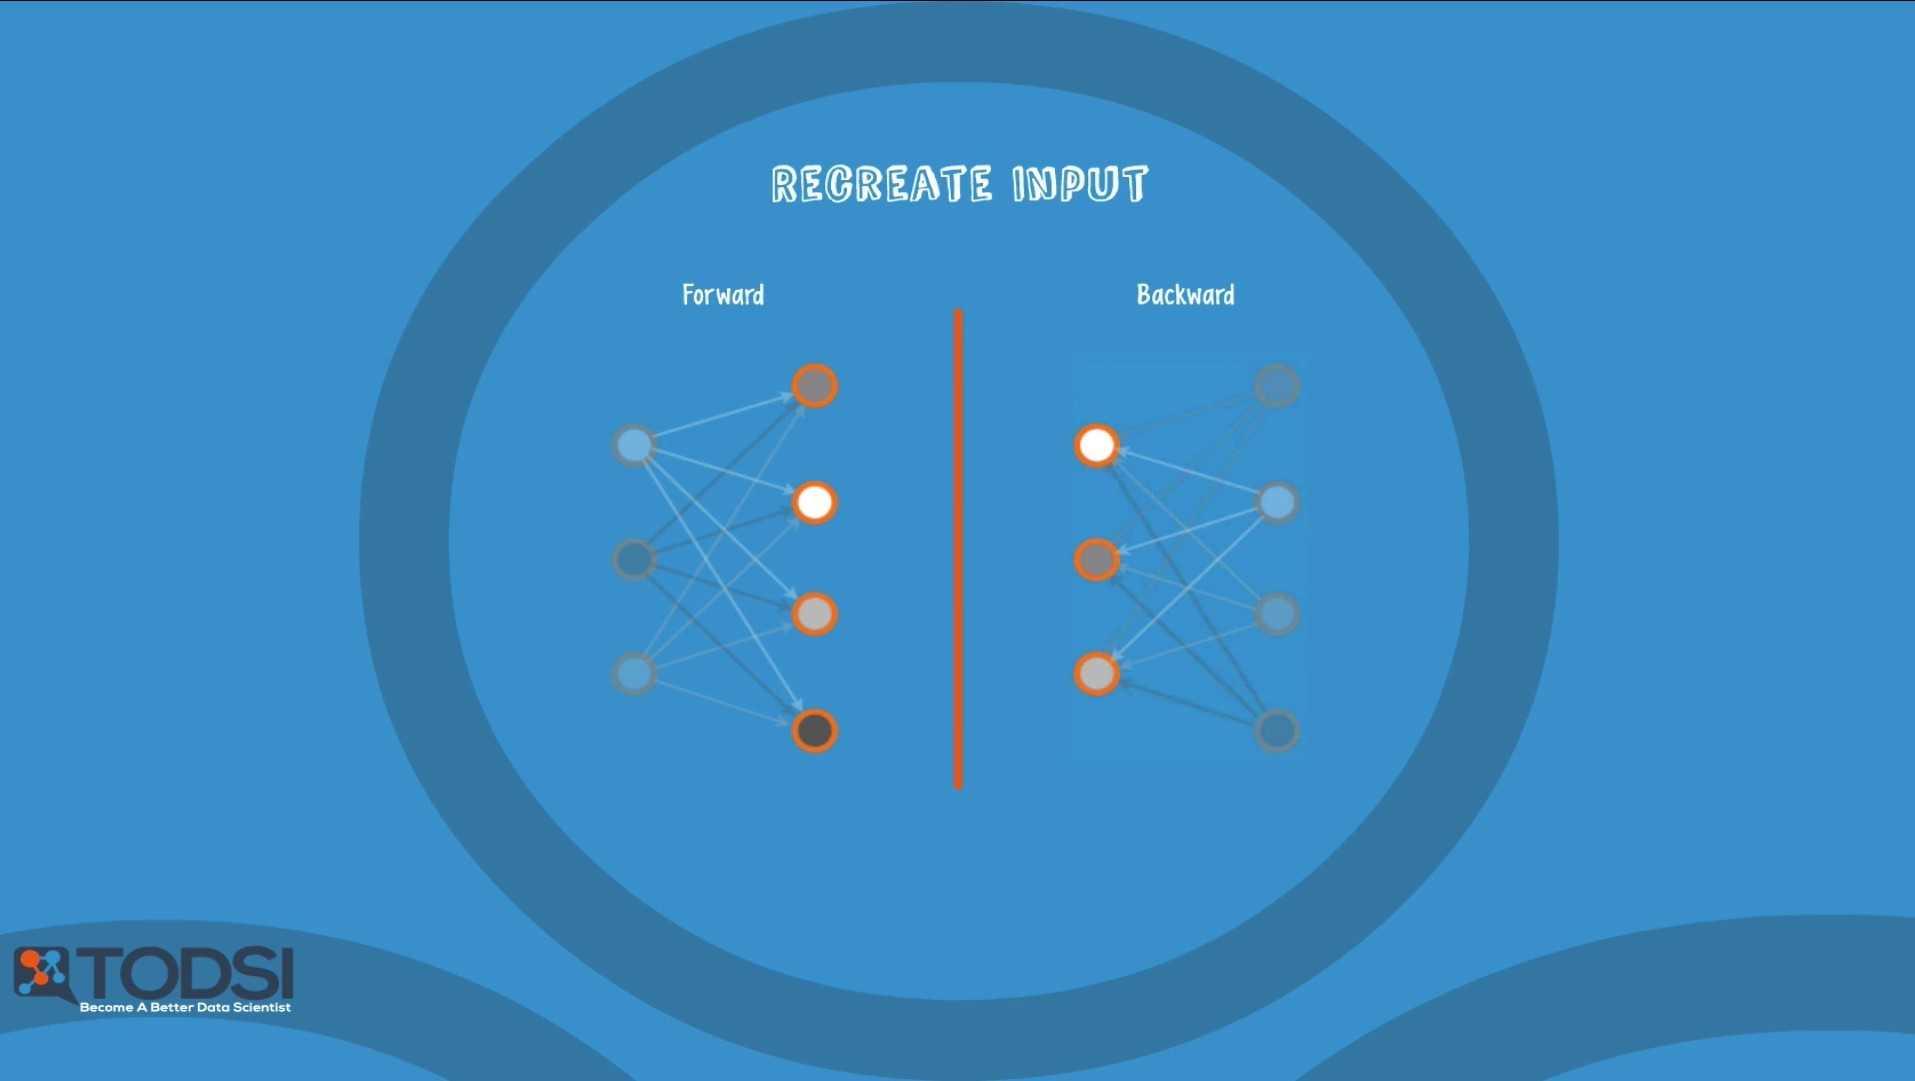 RECREATE INPUT
Forward
Backward
TODSI
Become A Better Data Scientist